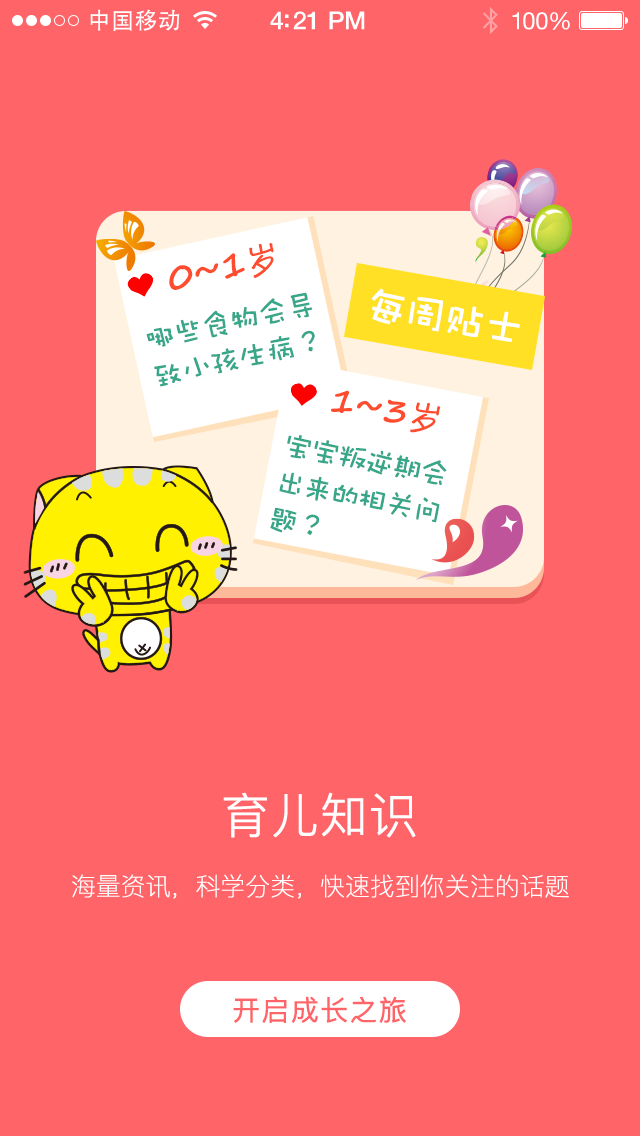 中国移动 4:21 PM 100%
0~1岁
哪些食物会导
致小孩生病？
每周贴士
1~3岁
宝宝叛逆期会
出来的相关问
题？
育儿知识
海量资讯，科学分类，快速找到你关注的话题
开启成长之旅